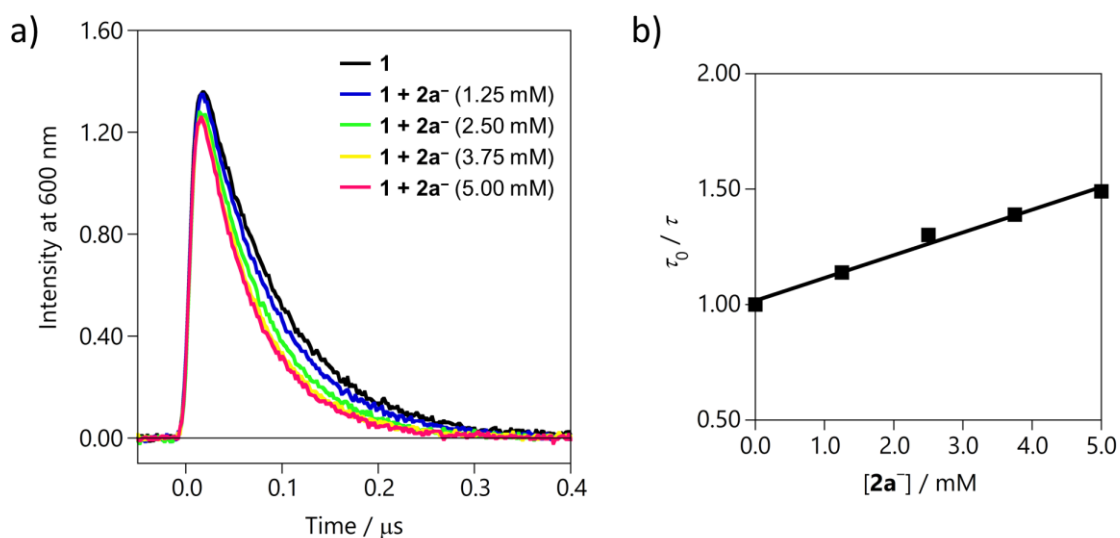 a)
1.60
1.20
0.80
0.40
0.00
Intensity at 600 nm
1
1 + 2a⁻ (1.25 mM)
1 + 2a⁻ (2.50 mM)
1 + 2a⁻ (3.75 mM)
1 + 2a⁻ (5.00 mM)
0.0 0.1 0.2 0.3 0.4
Time / μs
b)
2.00
1.50
1.00
0.50
τ⁰ / τ
0.0 1.0 2.0 3.0 4.0 5.0
[2a⁻] / mM